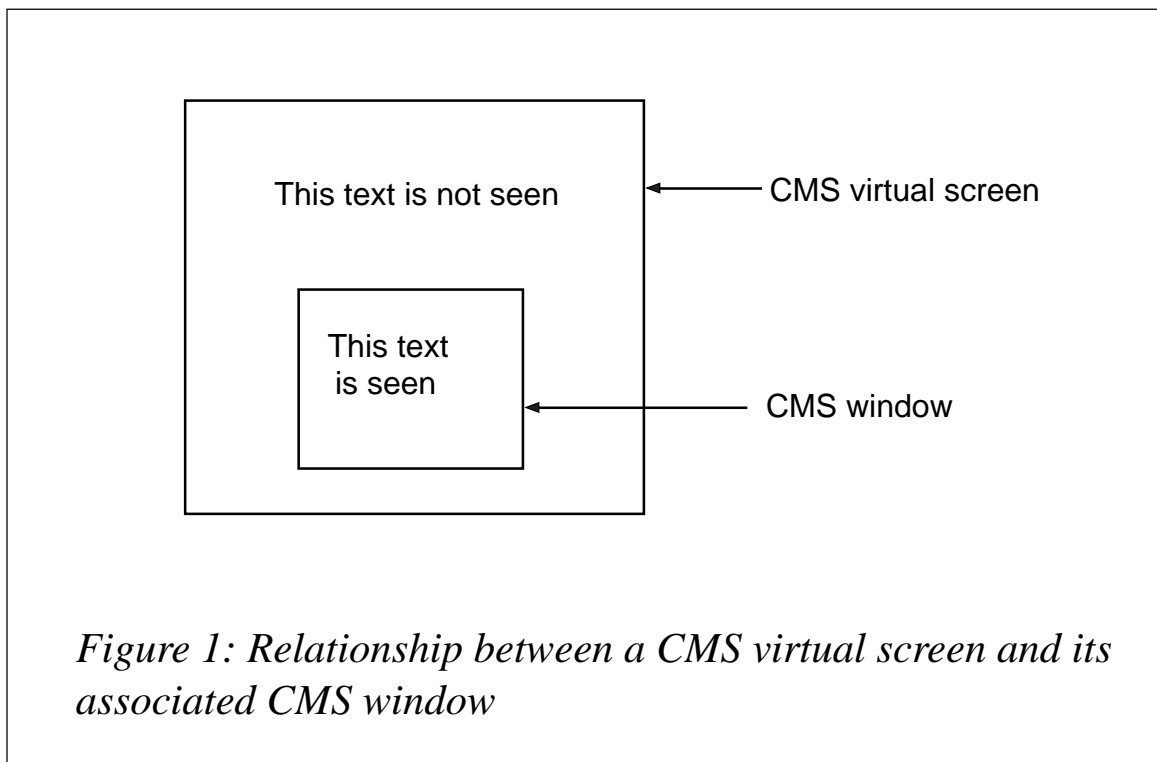 This text is not seen
CMS virtual screen
This text
is seen
CMS window
Figure 1: Relationship between a CMS virtual screen and its
associated CMS window